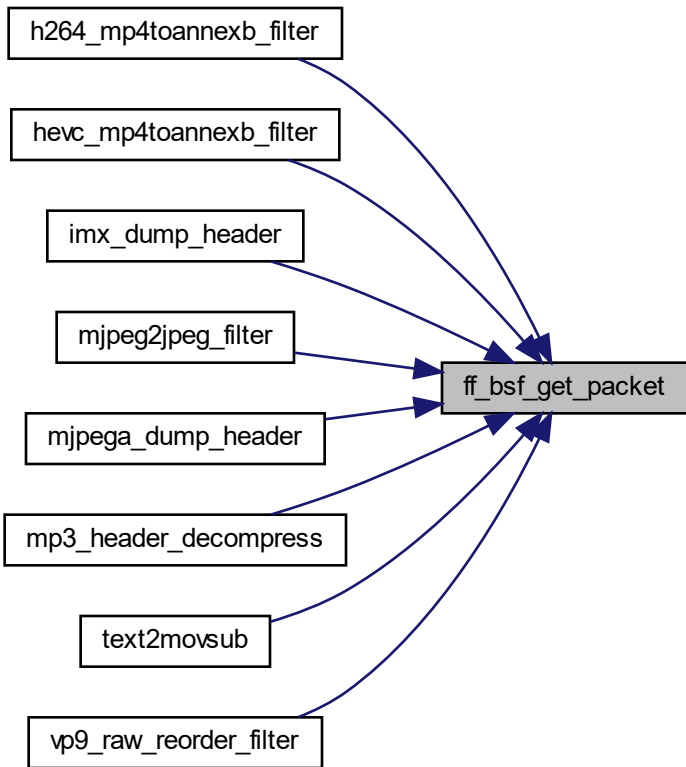 h264_mp4toannexb_filter
hevc_mp4toannexb_filter
imx_dump_header
mjpeg2jpeg_filter
ff_bsf_get_packet
mjpega_dump_header
mp3_header_decompress
text2movsub
vp9_raw_reorder_filter